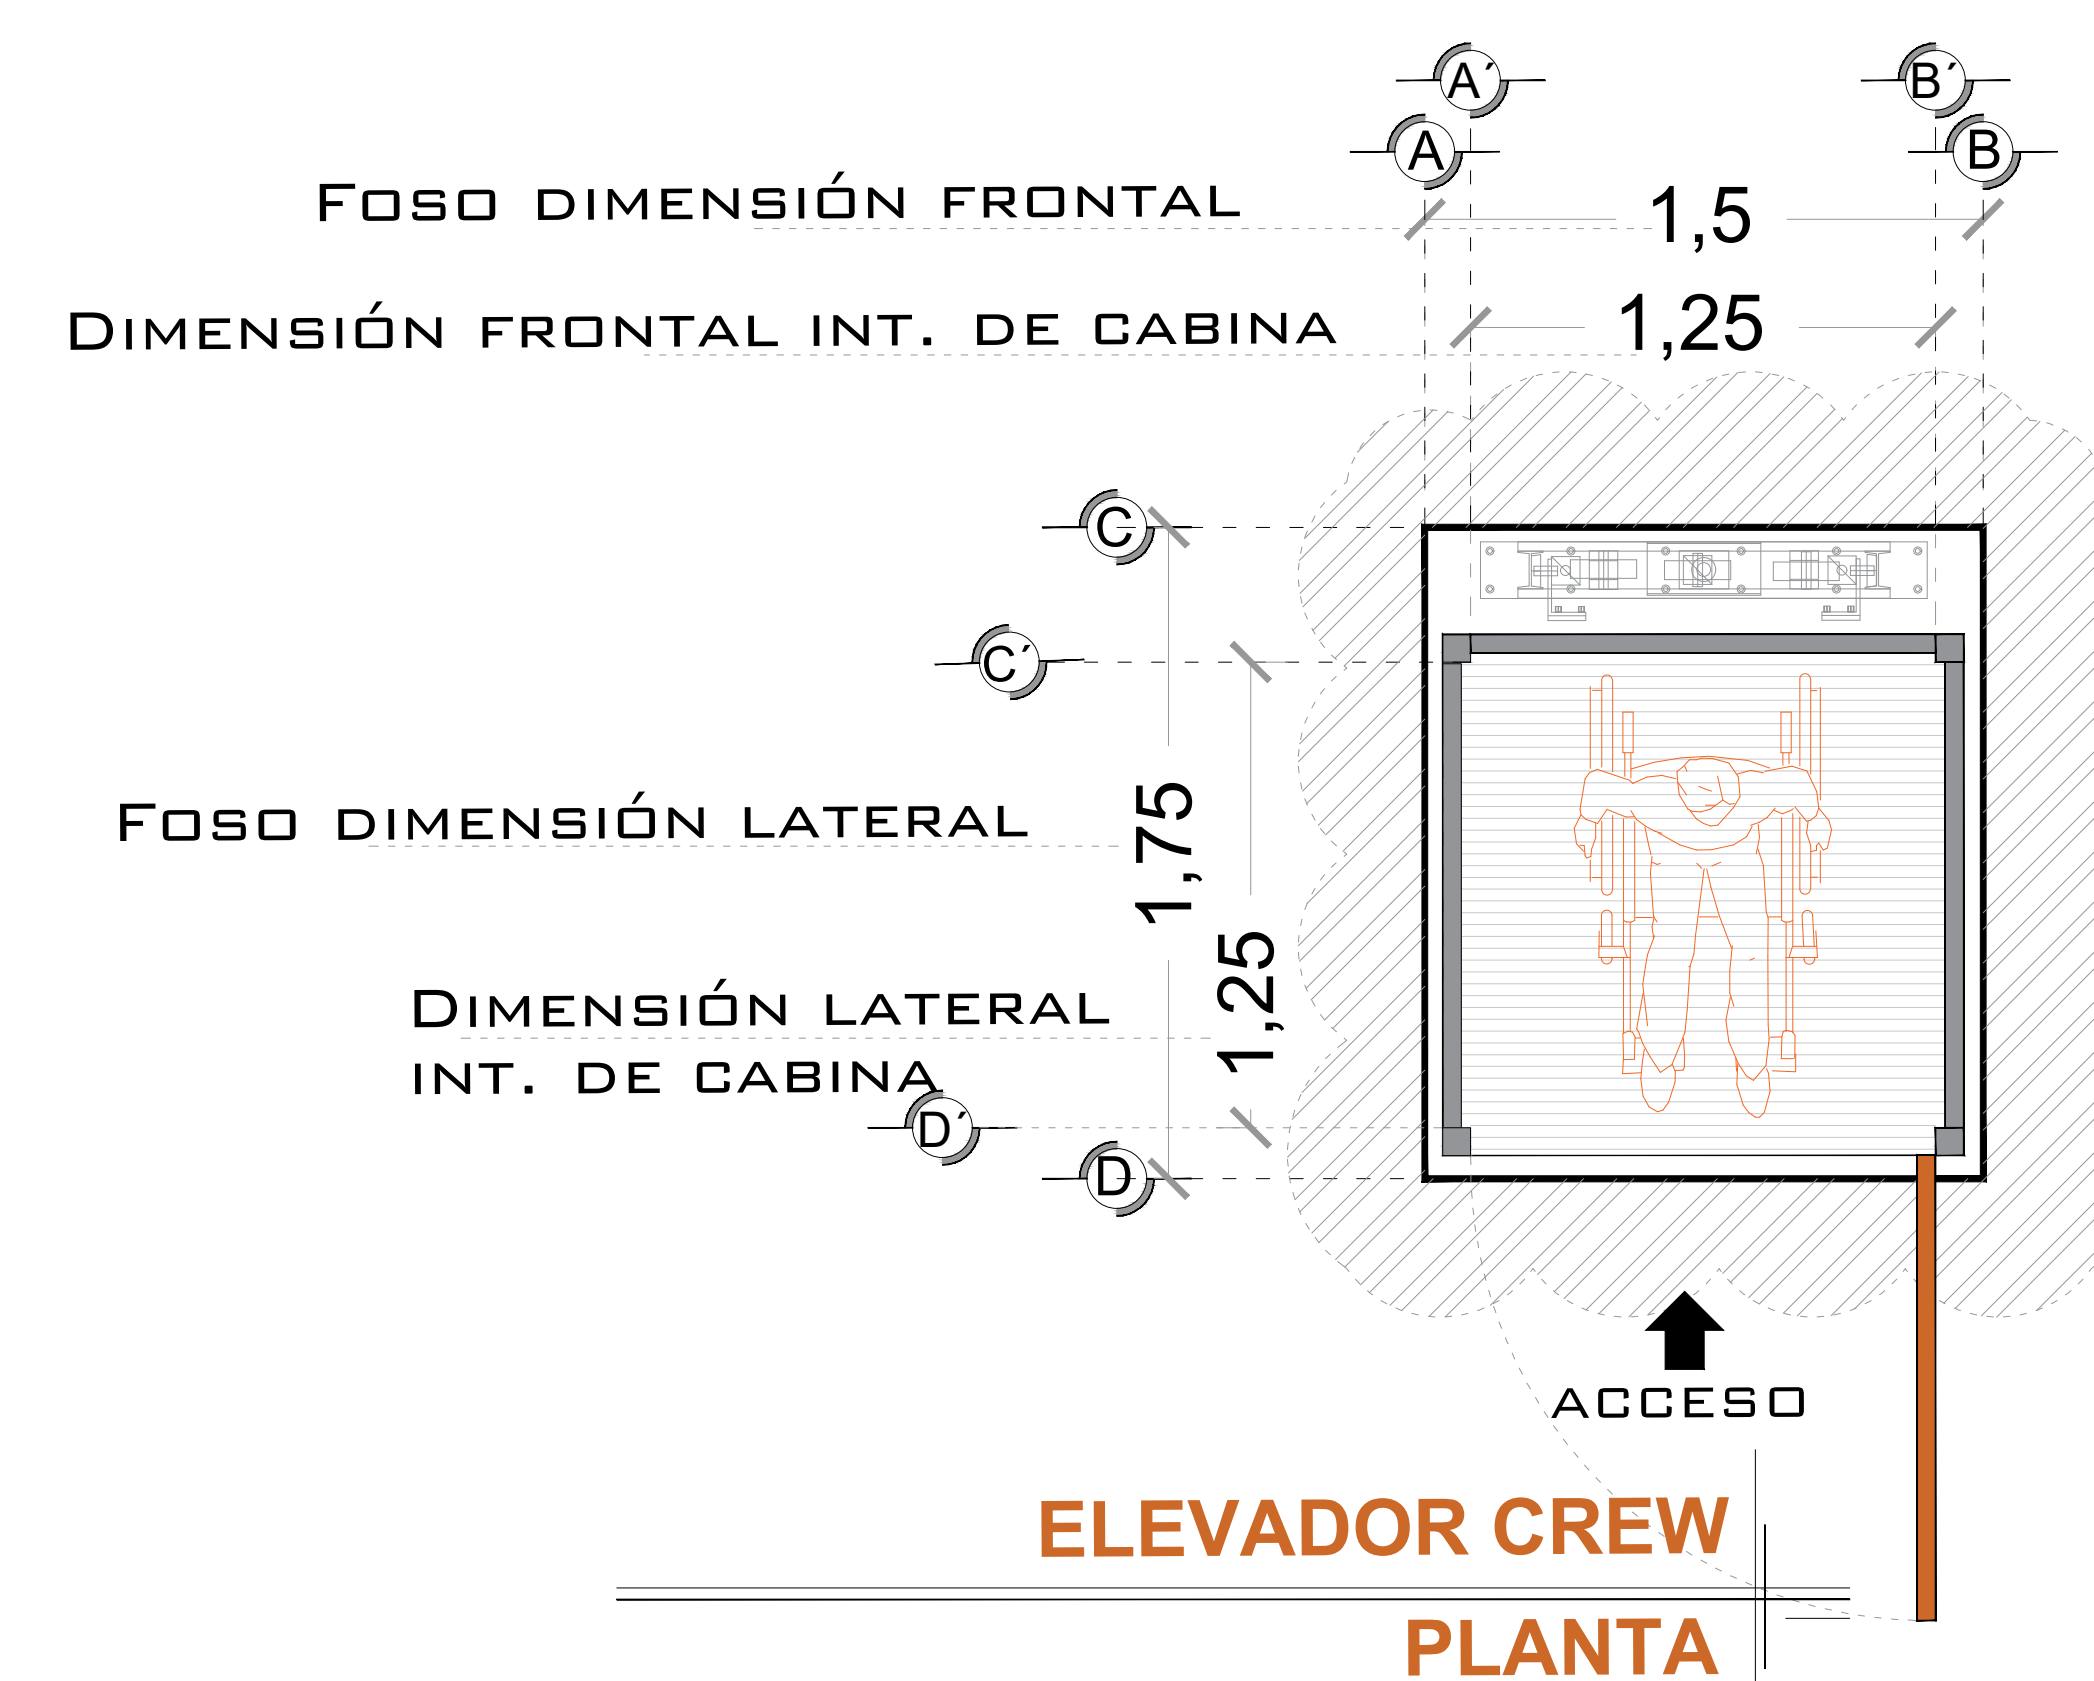 A´
B´
A
B
FOSO DIMENSIÓN FRONTAL
1,5
DIMENSIÓN FRONTAL INT. DE CABINA
1,25
C
C´
FOSO DIMENSIÓN LATERAL
1,75
DIMENSIÓN LATERAL
INT. DE CABINA
1,25
D´
D
ACCESO
ELEVADOR CREW
PLANTA